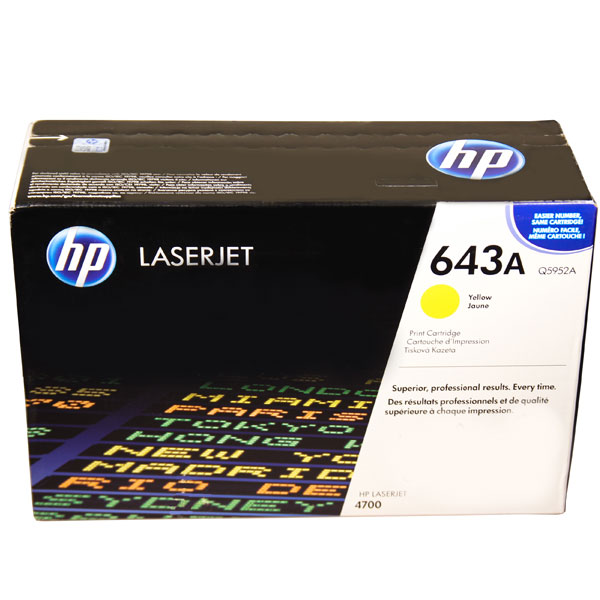 hp
hp
LASERJET
EASIER NUMBER,
SAME CARTRIDGE!
NUMÉRO FACILE,
MÊME CARTOUCHE !
643A Q5952A
Yellow
Jaune
Print Cartridge
Cartouche d'Impression
Tisková Kazeta
Superior, professional results. Every time.
Des résultats professionnels et de qualité
supérieure à chaque impression.
LONDON
MIAMI
PARIS
TOKYO
HONG K
NEW YO
MADRID
RIO DE
SYDNEY
HP LASERJET
4700